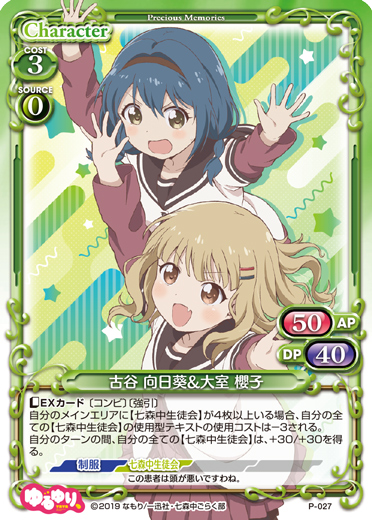 Precious Memories
Character
COST
3
SOURCE
0
50 AP
DP 40
古谷 向日葵&大室 櫻子
EXカード [コンビ] [強引]
自分のメインエリアに【七森中生徒会】が4枚以上いる場合、自分の全
ての【七森中生徒会】の使用型テキストの使用コストは-3される。
自分のターンの間、自分の全ての【七森中生徒会】は、+30/+30を得
る。
制服 七森中生徒会
この患者は頭が悪いですわね。
ゆるゆり、
©2019 なもり/一迅社・七森中ごらく部
P-027